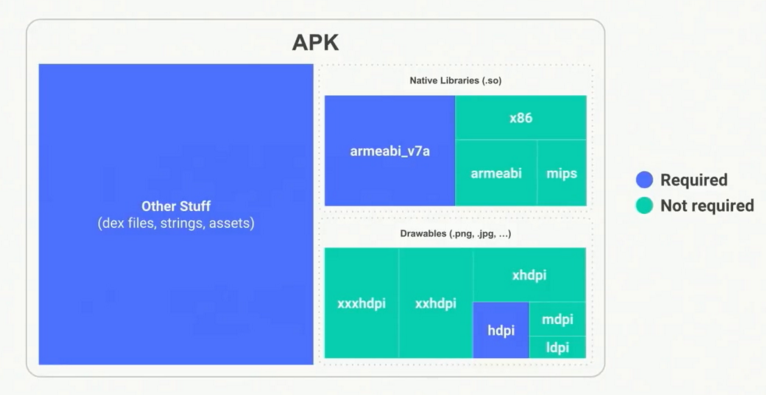 APK
Other Stuff
(dex files, strings, assets)
Native Libraries (.so)
armeabi_v7a
x86
armeabi
mips
Drawables (.png, .jpg, ...)
xxxhdpi
xxhdpi
xhdpi
hdpi
mdpi
ldpi
Required
Not required